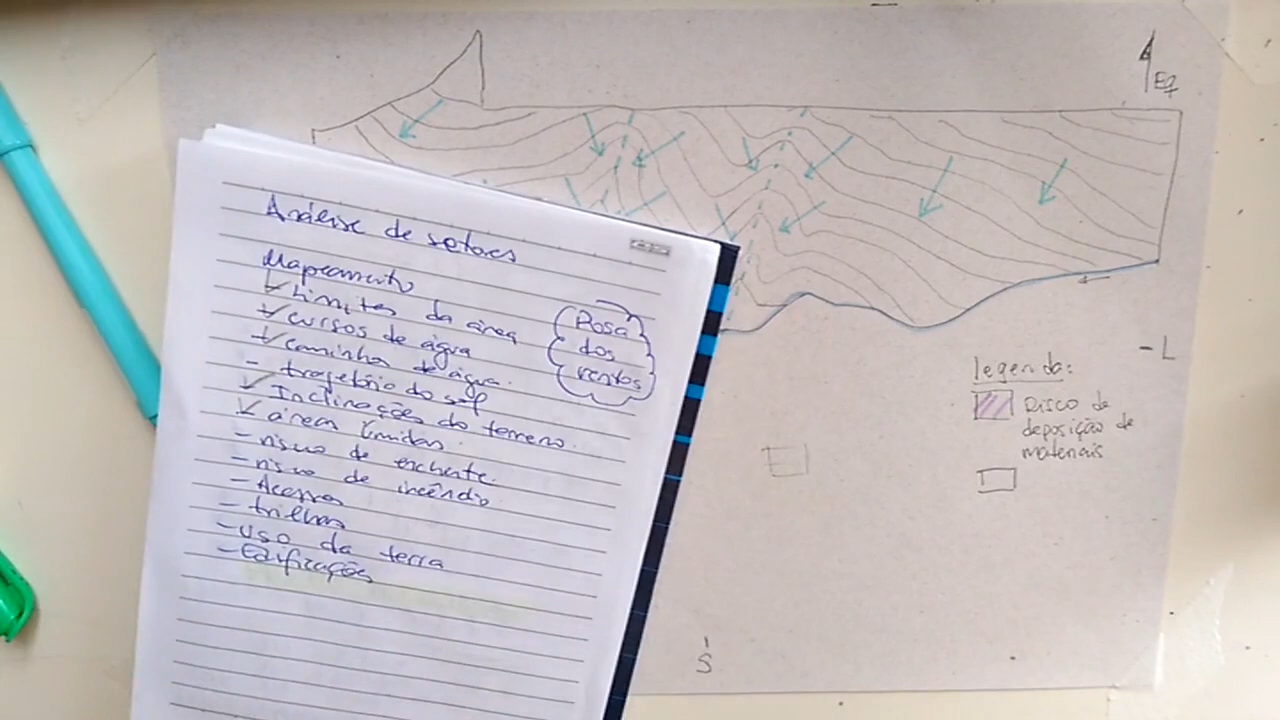 Análise de setores
Mapeamento
Limites da área
cursos de água
caminho de água.
- trajetória do sol
Inclinações do terreno.
áreas úmidas.
- risco de enchente.
- risco de incêndio
- Acessos
- trilhas
- Uso da terra
- Edificações
Rosa
dos
ventos
- L
legenda:
Risco de
deposição de
materiais
S